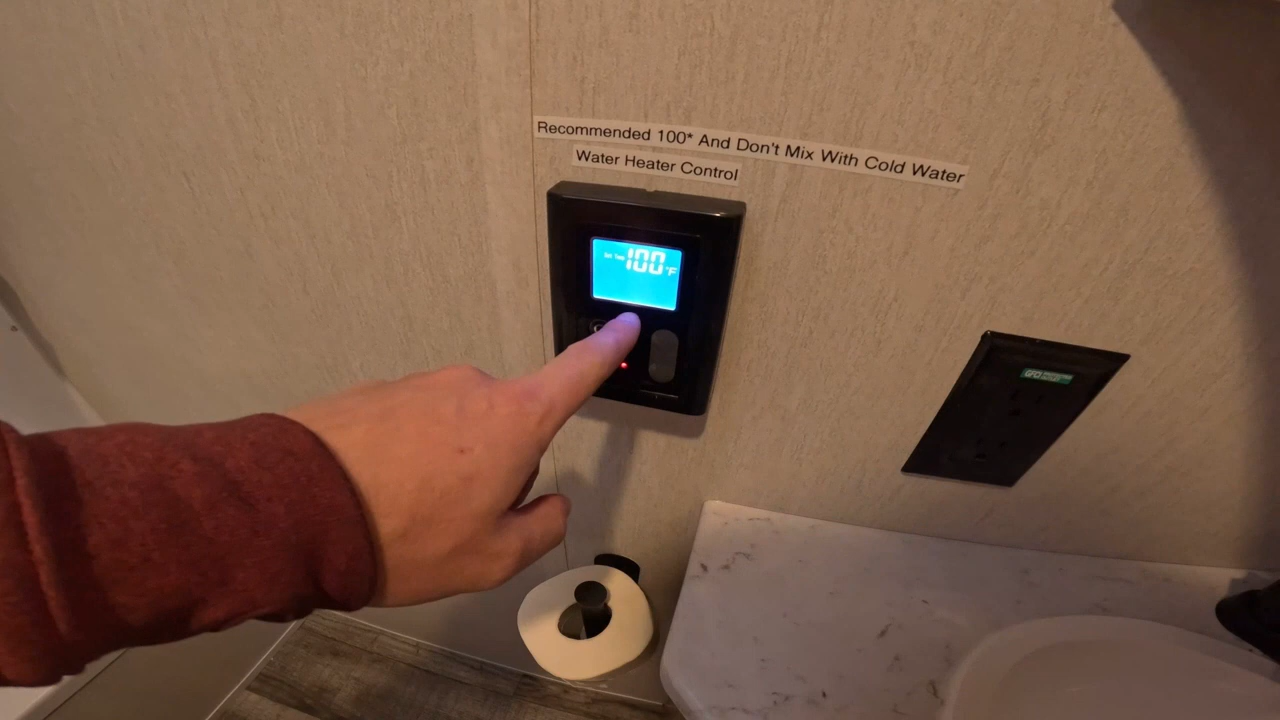 Recommended 100* And Don't Mix With Cold Water
Water Heater Control
Set Temp 100 °F
GFCI